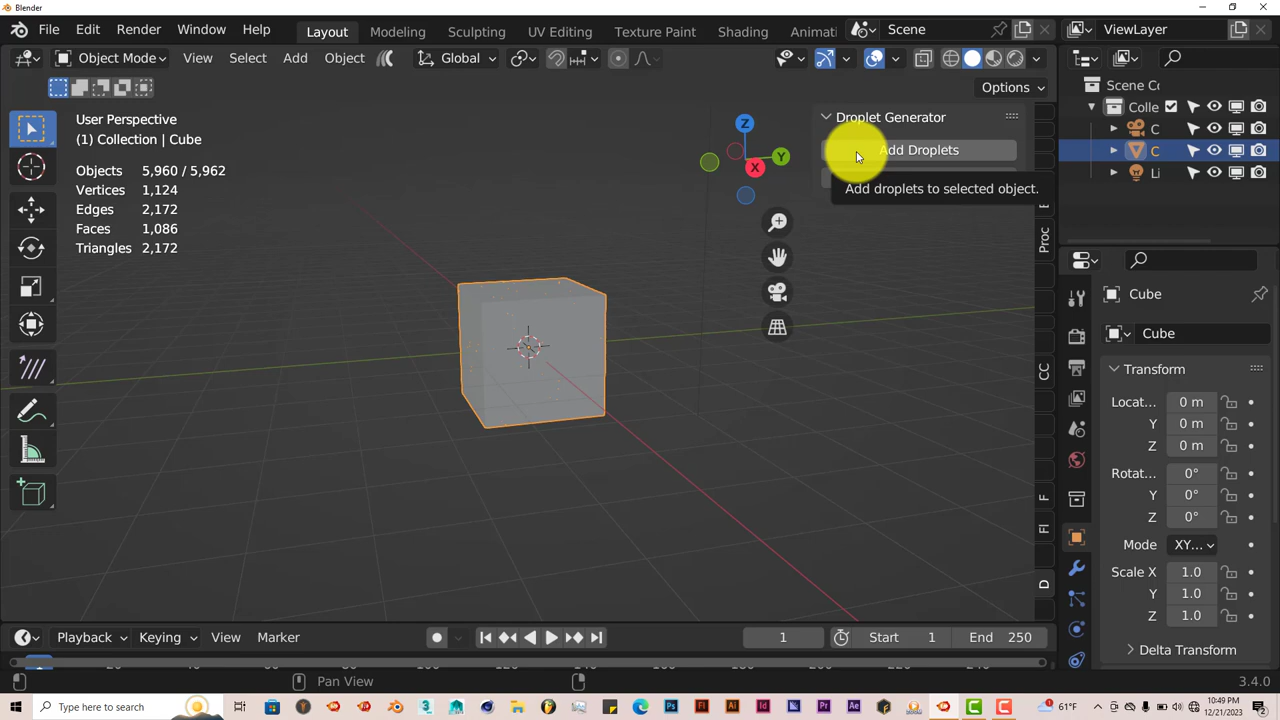 Blender
File Edit Render Window Help Layout Modeling Sculpting UV Editing Texture Paint Shading Animati Scene ViewLayer
Object Mode View Select Add Object Global
Options
User Perspective
(1) Collection | Cube
Objects 5,960 / 5,962
Vertices 1,124
Edges 2,172
Faces 1,086
Triangles 2,172
Droplet Generator
Add Droplets
Add droplets to selected object.
Z
Y
X
Proc
CC
F
FI
D
Scene Co
Colle
C
C
Li
Cube
Cube
Transform
Locat... 0 m
Y 0 m
Z 0 m
Rotat... 0°
Y 0°
Z 0°
Mode XY...
Scale X 1.0
Y 1.0
Z 1.0
Delta Transform
Playback Keying View Marker 1 Start 1 End 250
Pan View 3.4.0
Type here to search
61°F
10:49 PM
12/21/2023